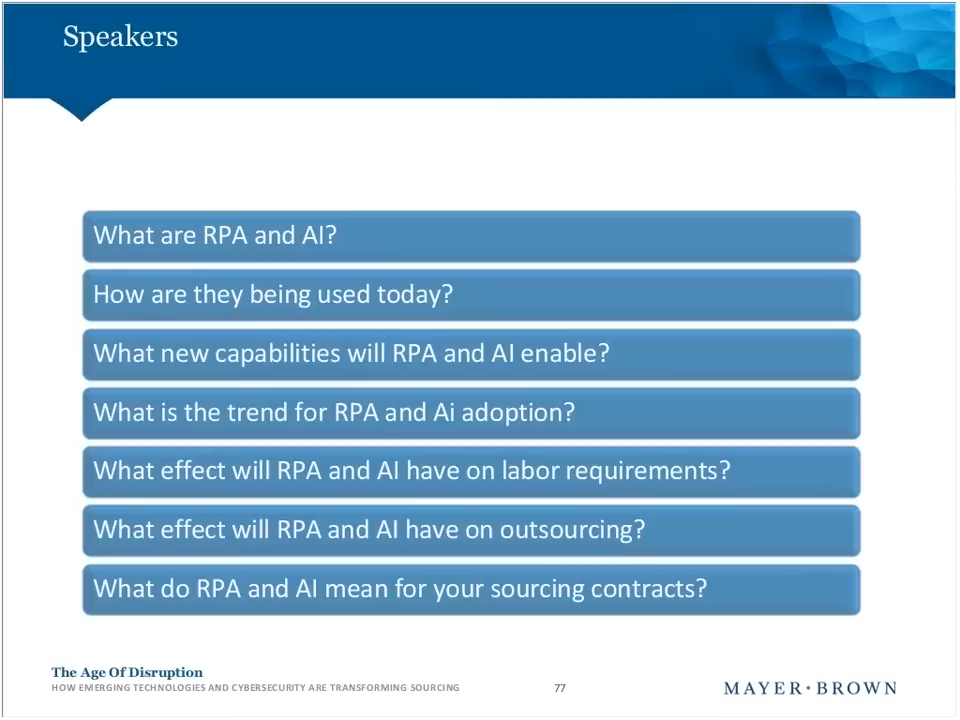 Speakers
What are RPA and AI?
How are they being used today?
What new capabilities will RPA and AI enable?
What is the trend for RPA and Ai adoption?
What effect will RPA and AI have on labor requirements?
What effect will RPA and AI have on outsourcing?
What do RPA and AI mean for your sourcing contracts?
The Age Of Disruption
HOW EMERGING TECHNOLOGIES AND CYBERSECURITY ARE TRANSFORMING SOURCING
77
MAYER • BROWN